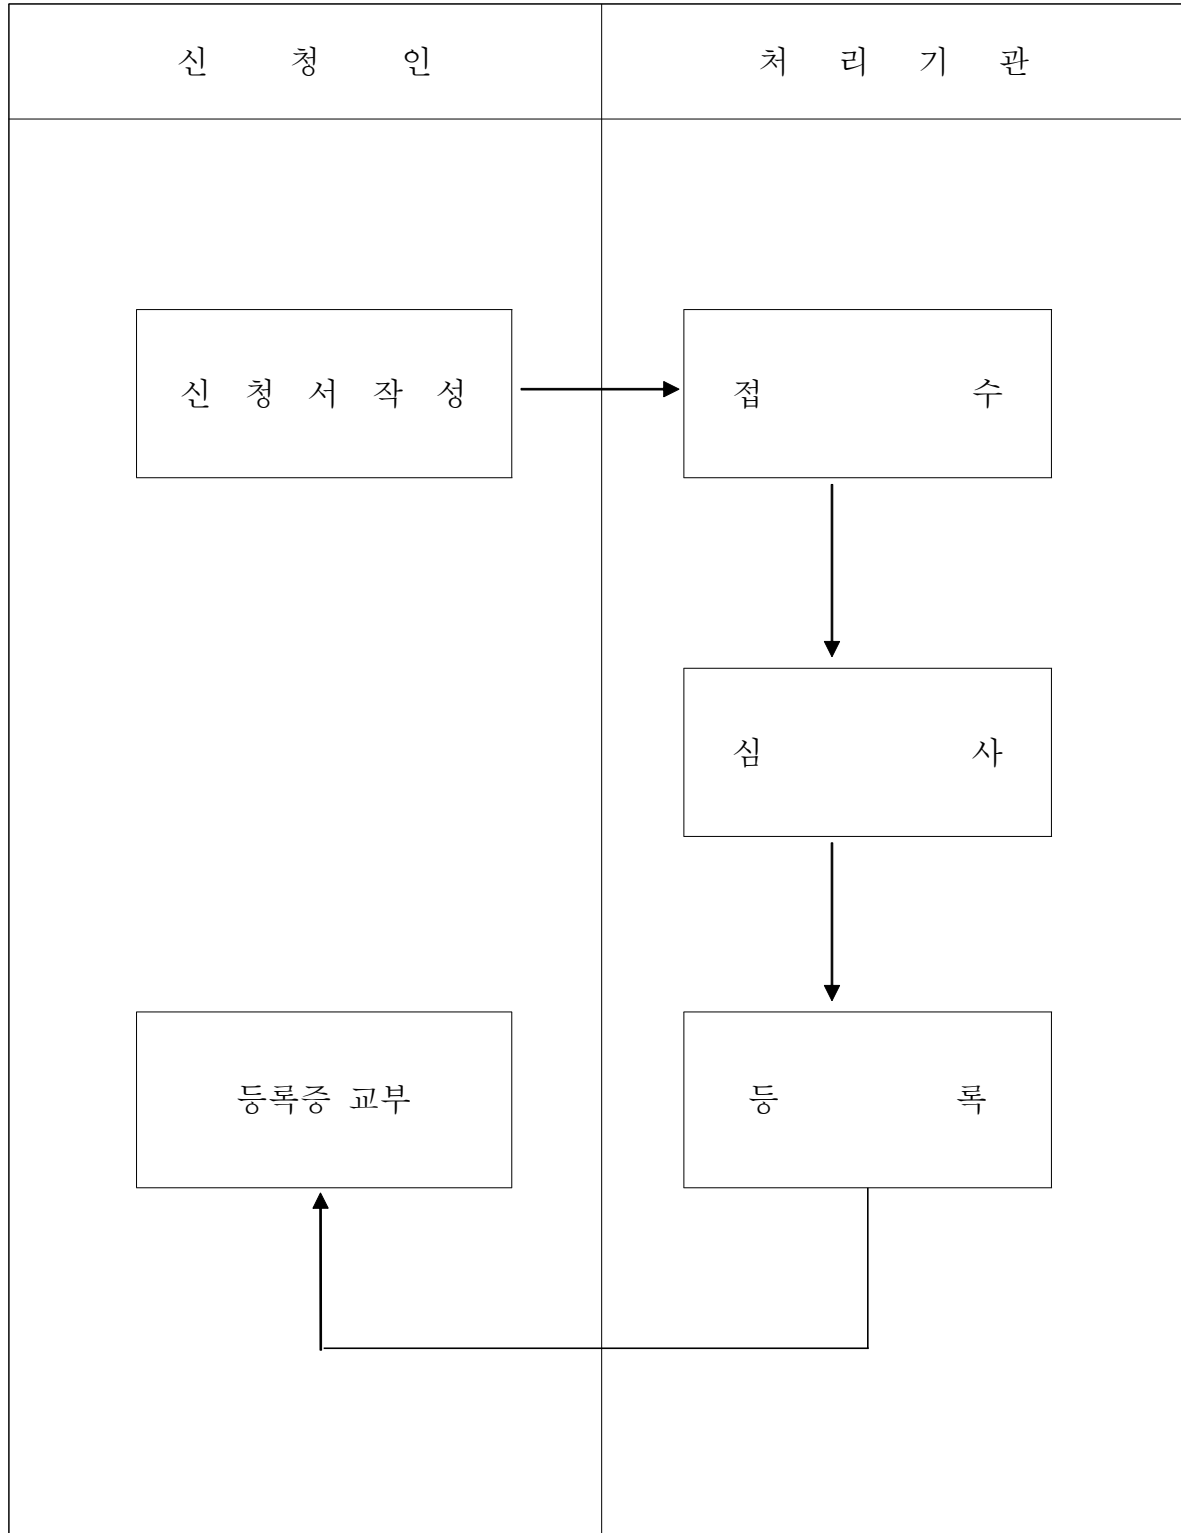 신 청 인
처 리 기 관
신 청 서 작 성
접 수
심 사
등록증 교부
등 록